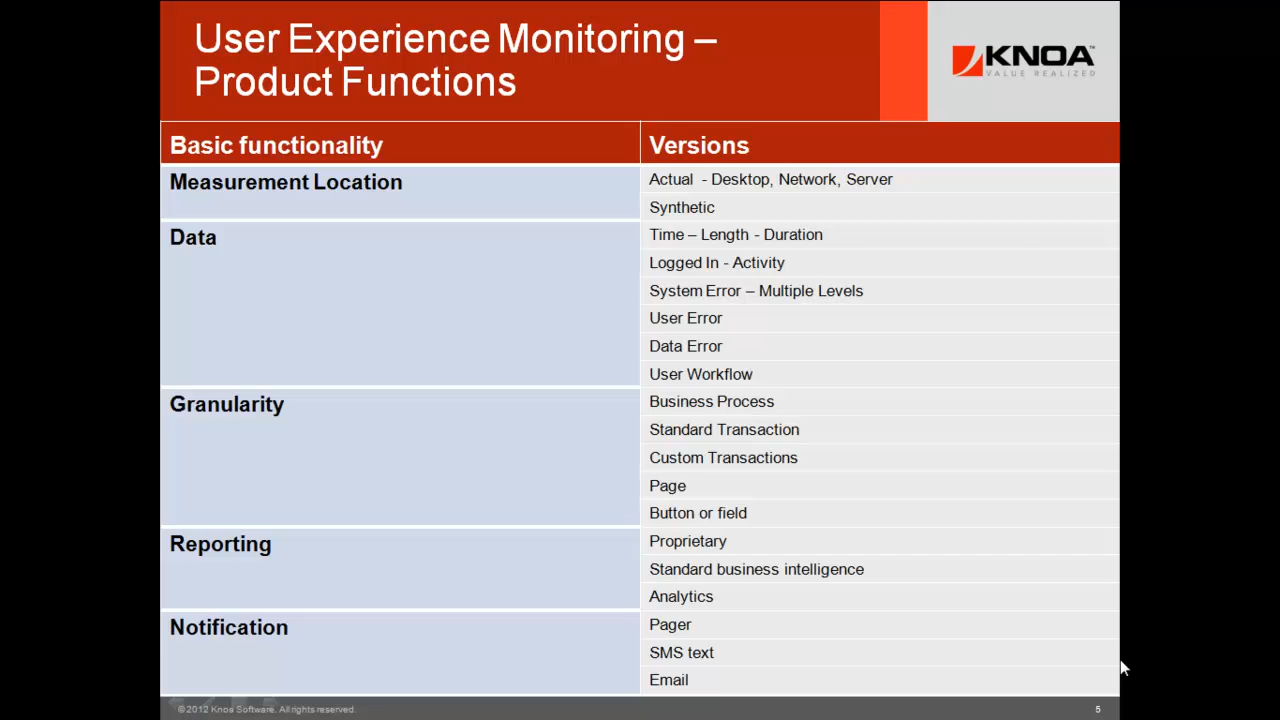 User Experience Monitoring –
Product Functions
KNOA™
VALUE REALIZED
Basic functionality
Versions
Measurement Location
Actual - Desktop, Network, Server
Synthetic
Data
Time – Length - Duration
Logged In - Activity
System Error – Multiple Levels
User Error
Data Error
User Workflow
Granularity
Business Process
Standard Transaction
Custom Transactions
Page
Button or field
Reporting
Proprietary
Standard business intelligence
Analytics
Notification
Pager
SMS text
Email
©2012 Knoa Software. All rights reserved.
5